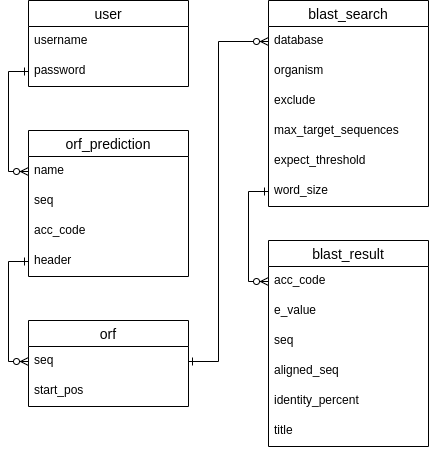 user
username
password
orf_prediction
name
seq
acc_code
header
orf
seq
start_pos
blast_search
database
organism
exclude
max_target_sequences
expect_threshold
word_size
blast_result
acc_code
e_value
seq
aligned_seq
identity_percent
title